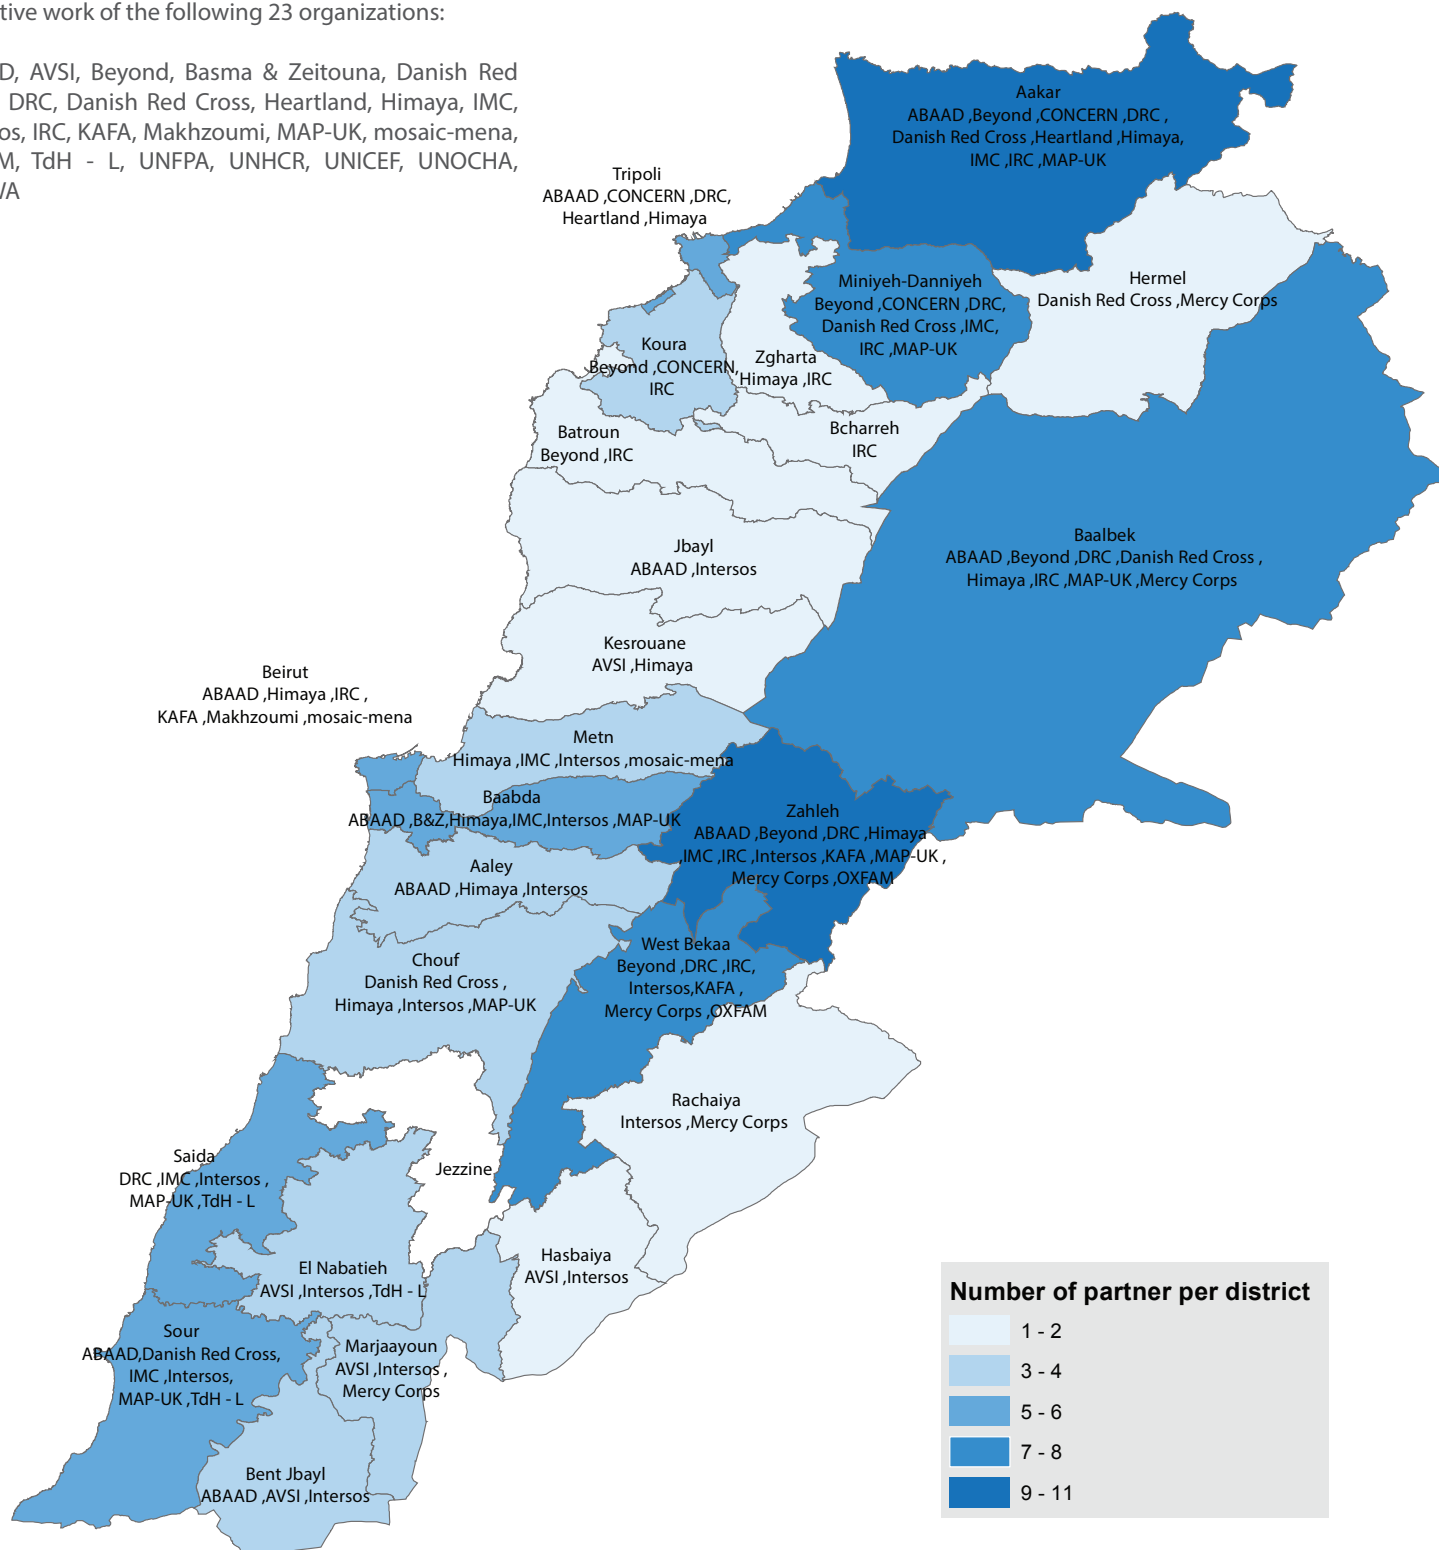 tive work of the following 23 organizations:
D, AVSI, Beyond, Basma & Zeitouna, Danish Red
DRC, Danish Red Cross, Heartland, Himaya, IMC,
os, IRC, KAFA, Makhzoumi, MAP-UK, mosaic-mena,
M, TdH - L, UNFPA, UNHCR, UNICEF, UNOCHA,
WA
Aakar
ABAAD ,Beyond ,CONCERN ,DRC ,
Danish Red Cross ,Heartland ,Himaya,
IMC ,IRC ,MAP-UK
Tripoli
ABAAD ,CONCERN ,DRC,
Heartland ,Himaya
Hermel
Danish Red Cross ,Mercy Corps
Miniyeh-Danniyeh
Beyond ,CONCERN ,DRC,
Danish Red Cross ,IMC,
IRC ,MAP-UK
Koura
Beyond ,CONCERN,
IRC
Zgharta
Himaya ,IRC
Bcharreh
IRC
Batroun
Beyond ,IRC
Jbayl
ABAAD ,Intersos
Baalbek
ABAAD ,Beyond ,DRC ,Danish Red Cross ,
Himaya ,IRC ,MAP-UK ,Mercy Corps
Kesrouane
AVSI ,Himaya
Beirut
ABAAD ,Himaya ,IRC ,
KAFA ,Makhzoumi ,mosaic-mena
Metn
Himaya ,IMC ,Intersos ,mosaic-mena
Baabda
ABAAD ,B&Z,Himaya,IMC,Intersos ,MAP-UK
Zahleh
ABAAD ,Beyond ,DRC ,Himaya
,IMC ,IRC ,Intersos ,KAFA ,MAP-UK ,
Mercy Corps ,OXFAM
Aaley
ABAAD ,Himaya ,Intersos
Chouf
Danish Red Cross ,
Himaya ,Intersos ,MAP-UK
West Bekaa
Beyond ,DRC ,IRC,
Intersos,KAFA ,
Mercy Corps ,OXFAM
Rachaiya
Intersos ,Mercy Corps
Saida
DRC ,IMC ,Intersos ,
MAP-UK ,TdH - L
Jezzine
Hasbaiya
AVSI ,Intersos
El Nabatieh
AVSI ,Intersos ,TdH - L
Sour
ABAAD,Danish Red Cross,
IMC ,Intersos,
MAP-UK ,TdH - L
Marjaayoun
AVSI ,Intersos ,
Mercy Corps
Bent Jbayl
ABAAD ,AVSI ,Intersos
Number of partner per district
1 - 2
3 - 4
5 - 6
7 - 8
9 - 11